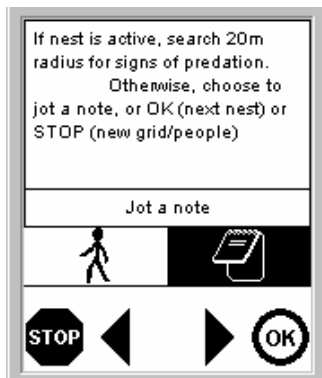 If nest is active, search 20m
radius for signs of predation.
Otherwise, choose to
jot a note, or OK (next nest) or
STOP (new grid/people)
Jot a note
STOP
OK